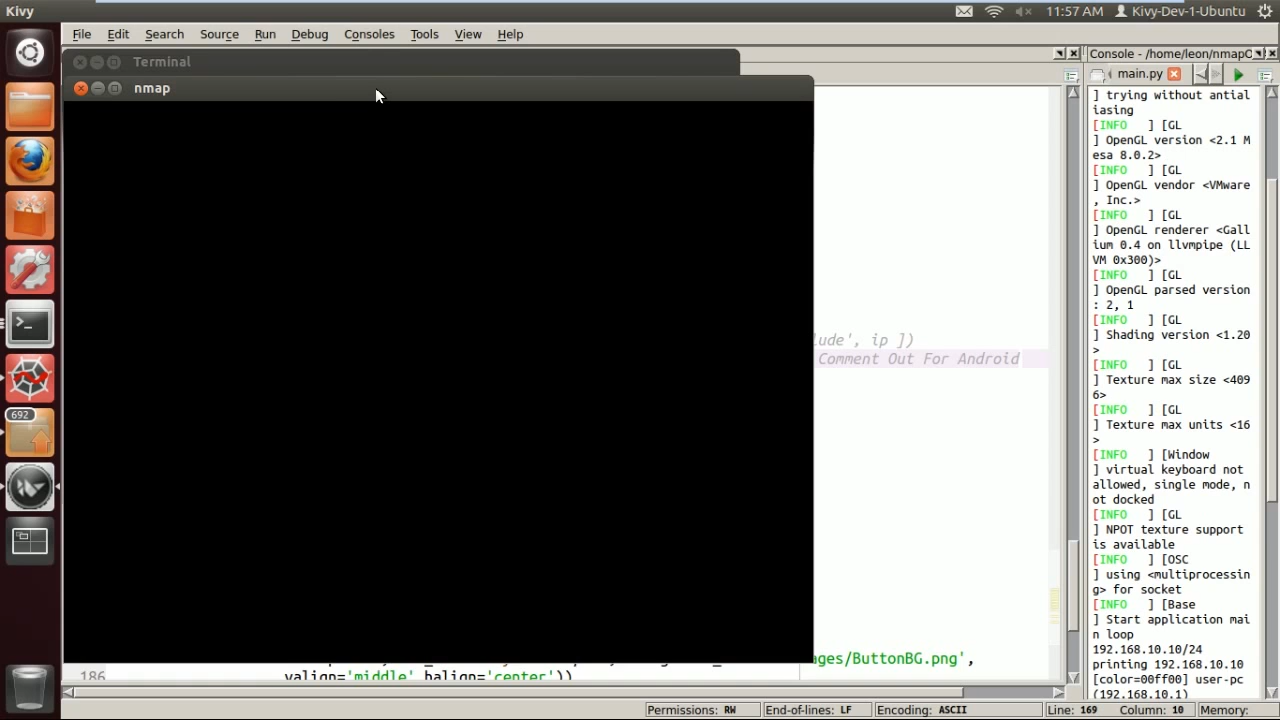 Kivy
11:57 AM
Kivy-Dev-1-Ubuntu
File Edit Search Source Run Debug Consoles Tools View Help
Terminal
nmap
692
lude', ip ])
Comment Out For Android
ages/ButtonBG.png',
186
valign='middle', halign='center'))
Console - /home/leon/nmap
main.py
] trying without antial
iasing
[INFO ] [GL
] OpenGL version <2.1 M
esa 8.0.2>
[INFO ] [GL
] OpenGL vendor <VMware
, Inc.>
[INFO ] [GL
] OpenGL renderer <Gall
ium 0.4 on llvmpipe (LL
VM 0x300)>
[INFO ] [GL
] OpenGL parsed version
: 2, 1
[INFO ] [GL
] Shading version <1.20
>
[INFO ] [GL
] Texture max size <409
6>
[INFO ] [GL
] Texture max units <16
>
[INFO ] [Window
] virtual keyboard not
allowed, single mode, n
ot docked
[INFO ] [GL
] NPOT texture support
is available
[INFO ] [OSC
] using <multiprocessin
g> for socket
[INFO ] [Base
] Start application mai
n loop
192.168.10.10/24
printing 192.168.10.10
[color=00ff00] user-pc
(192.168.10.1)
Permissions: RW End-of-lines: LF Encoding: ASCII Line: 169 Column: 10 Memory: